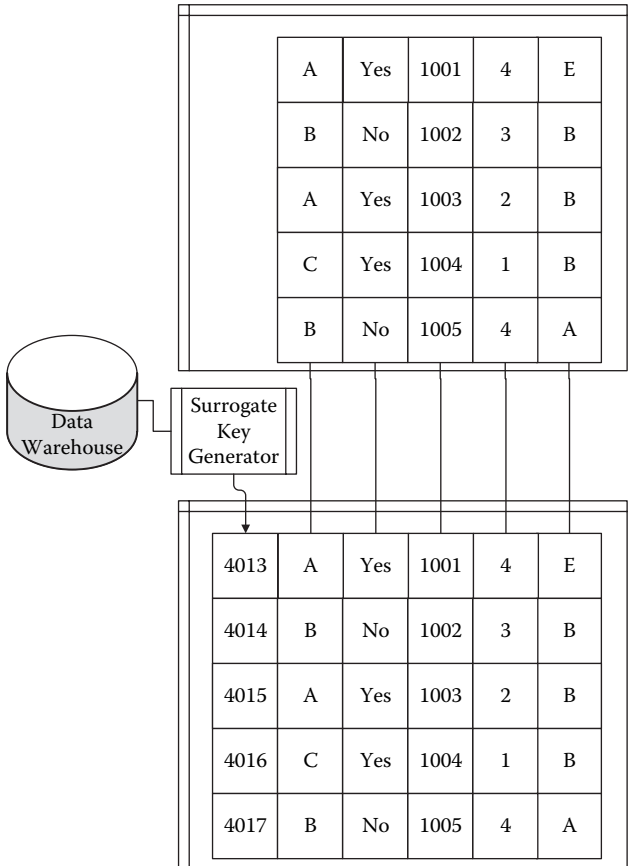 A Yes 1001 4 E
B No 1002 3 B
A Yes 1003 2 B
C Yes 1004 1 B
B No 1005 4 A
Data
Warehouse
Surrogate
Key
Generator
4013 A Yes 1001 4 E
4014 B No 1002 3 B
4015 A Yes 1003 2 B
4016 C Yes 1004 1 B
4017 B No 1005 4 A